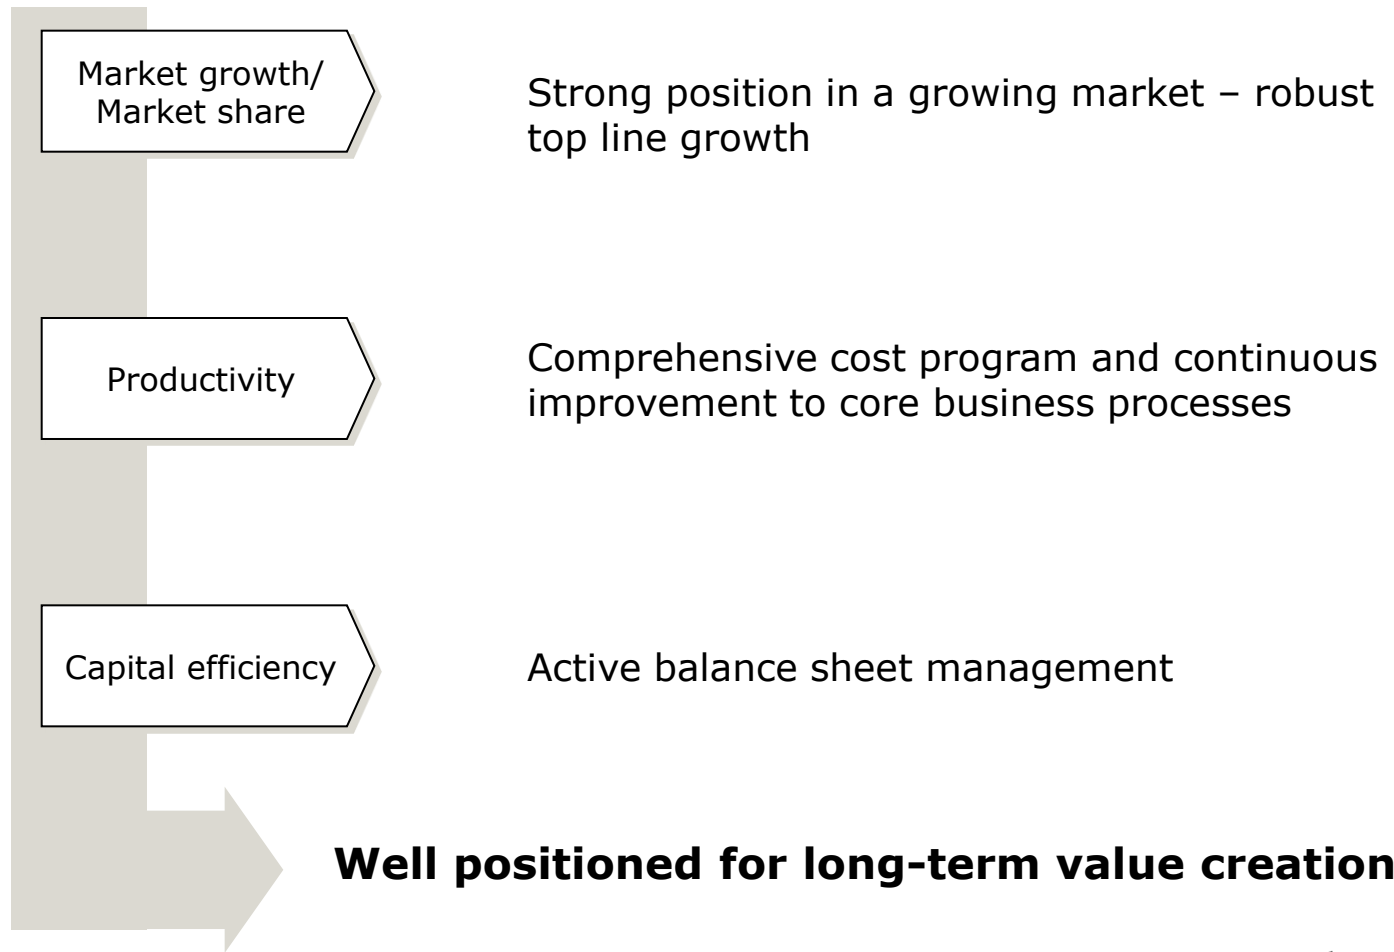 Market growth/
Market share
Strong position in a growing market – robust
top line growth
Productivity
Comprehensive cost program and continuous
improvement to core business processes
Capital efficiency
Active balance sheet management
Well positioned for long-term value creation